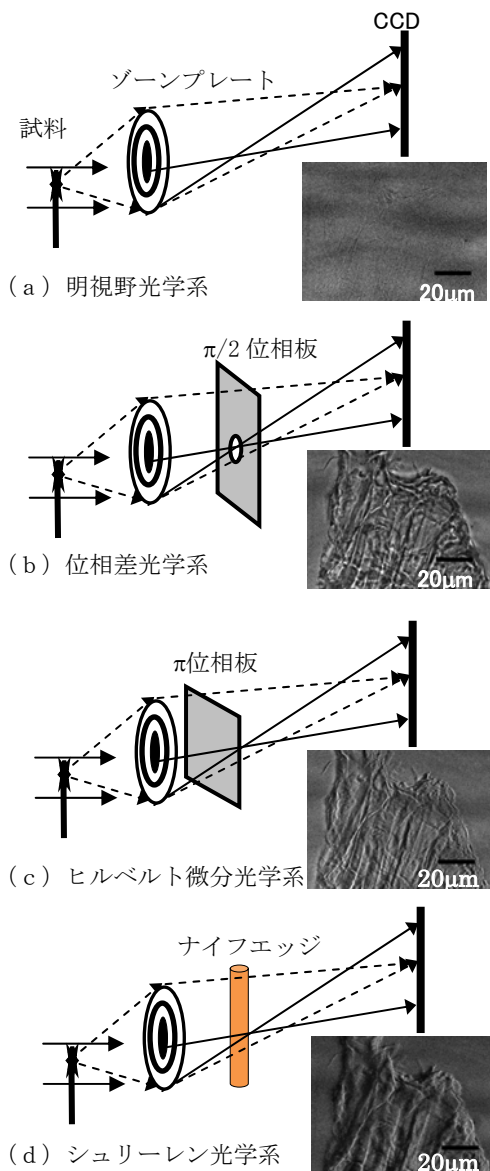 CCD
ゾーンプレート
試料
20μm
（a）明視野光学系
π/2 位相板
20μm
（b）位相差光学系
π位相板
20μm
（c）ヒルベルト微分光学系
ナイフエッジ
20μm
（d）シュリーレン光学系